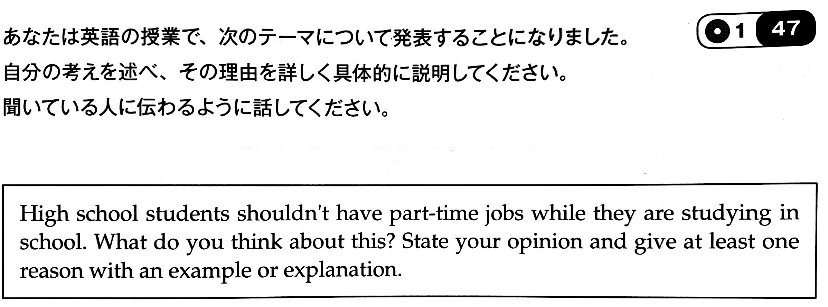 あなたは英語の授業で、次のテーマについて発表することになりました。
1 47
自分の考えを述べ、その理由を詳しく具体的に説明してください。
聞いている人に伝わるように話してください。
High school students shouldn't have part-time jobs while they are studying in
school. What do you think about this? State your opinion and give at least one
reason with an example or explanation.